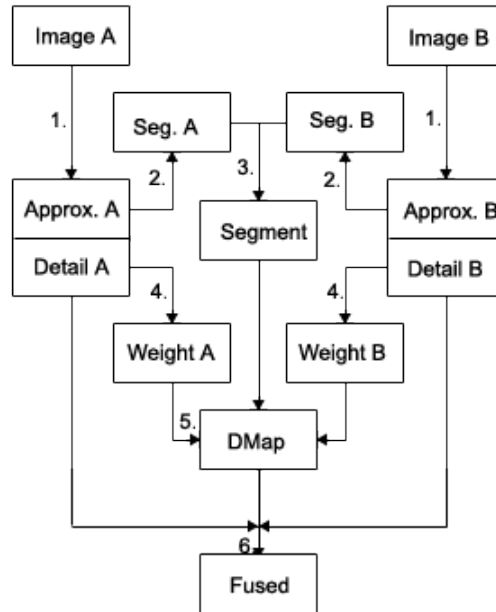 Image A
Image B
1.
1.
Seg. A
Seg. B
2.
3.
2.
Approx. A
Segment
Approx. B
Detail A
Detail B
4.
4.
Weight A
Weight B
5.
DMap
6
Fused